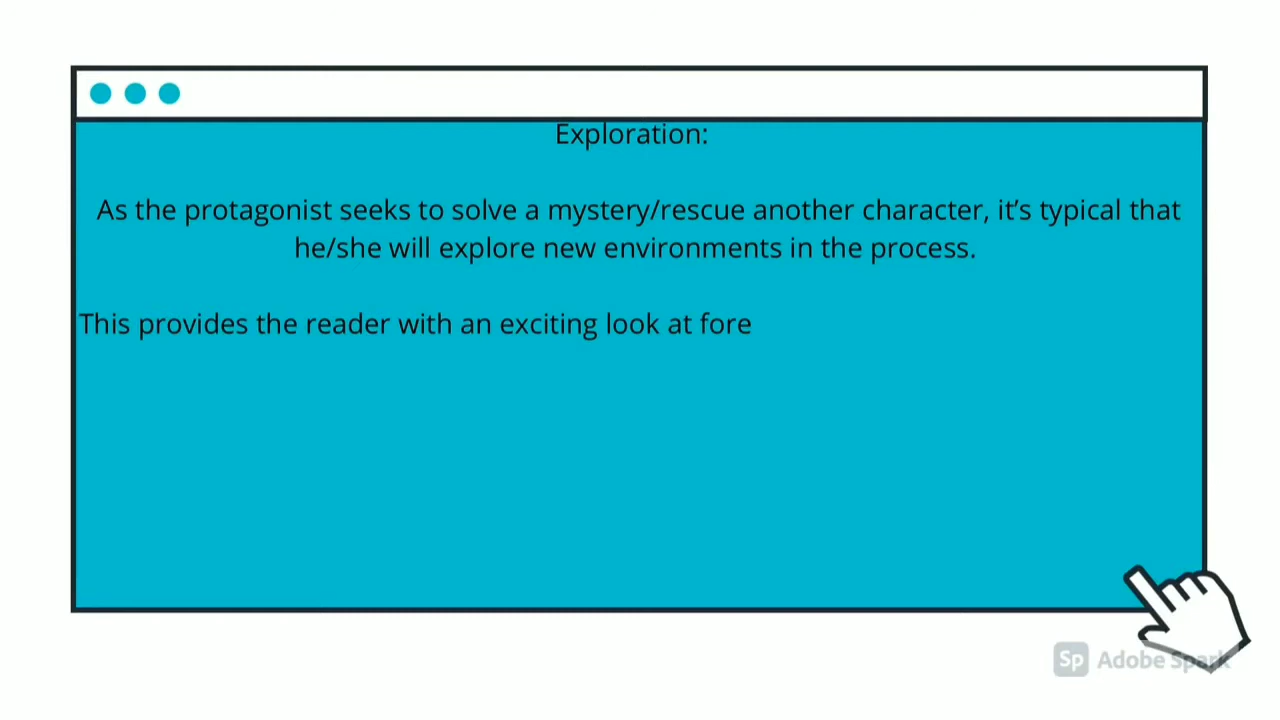 Exploration:
As the protagonist seeks to solve a mystery/rescue another character, it’s typical that
he/she will explore new environments in the process.
This provides the reader with an exciting look at fore
Sp Adobe Spark